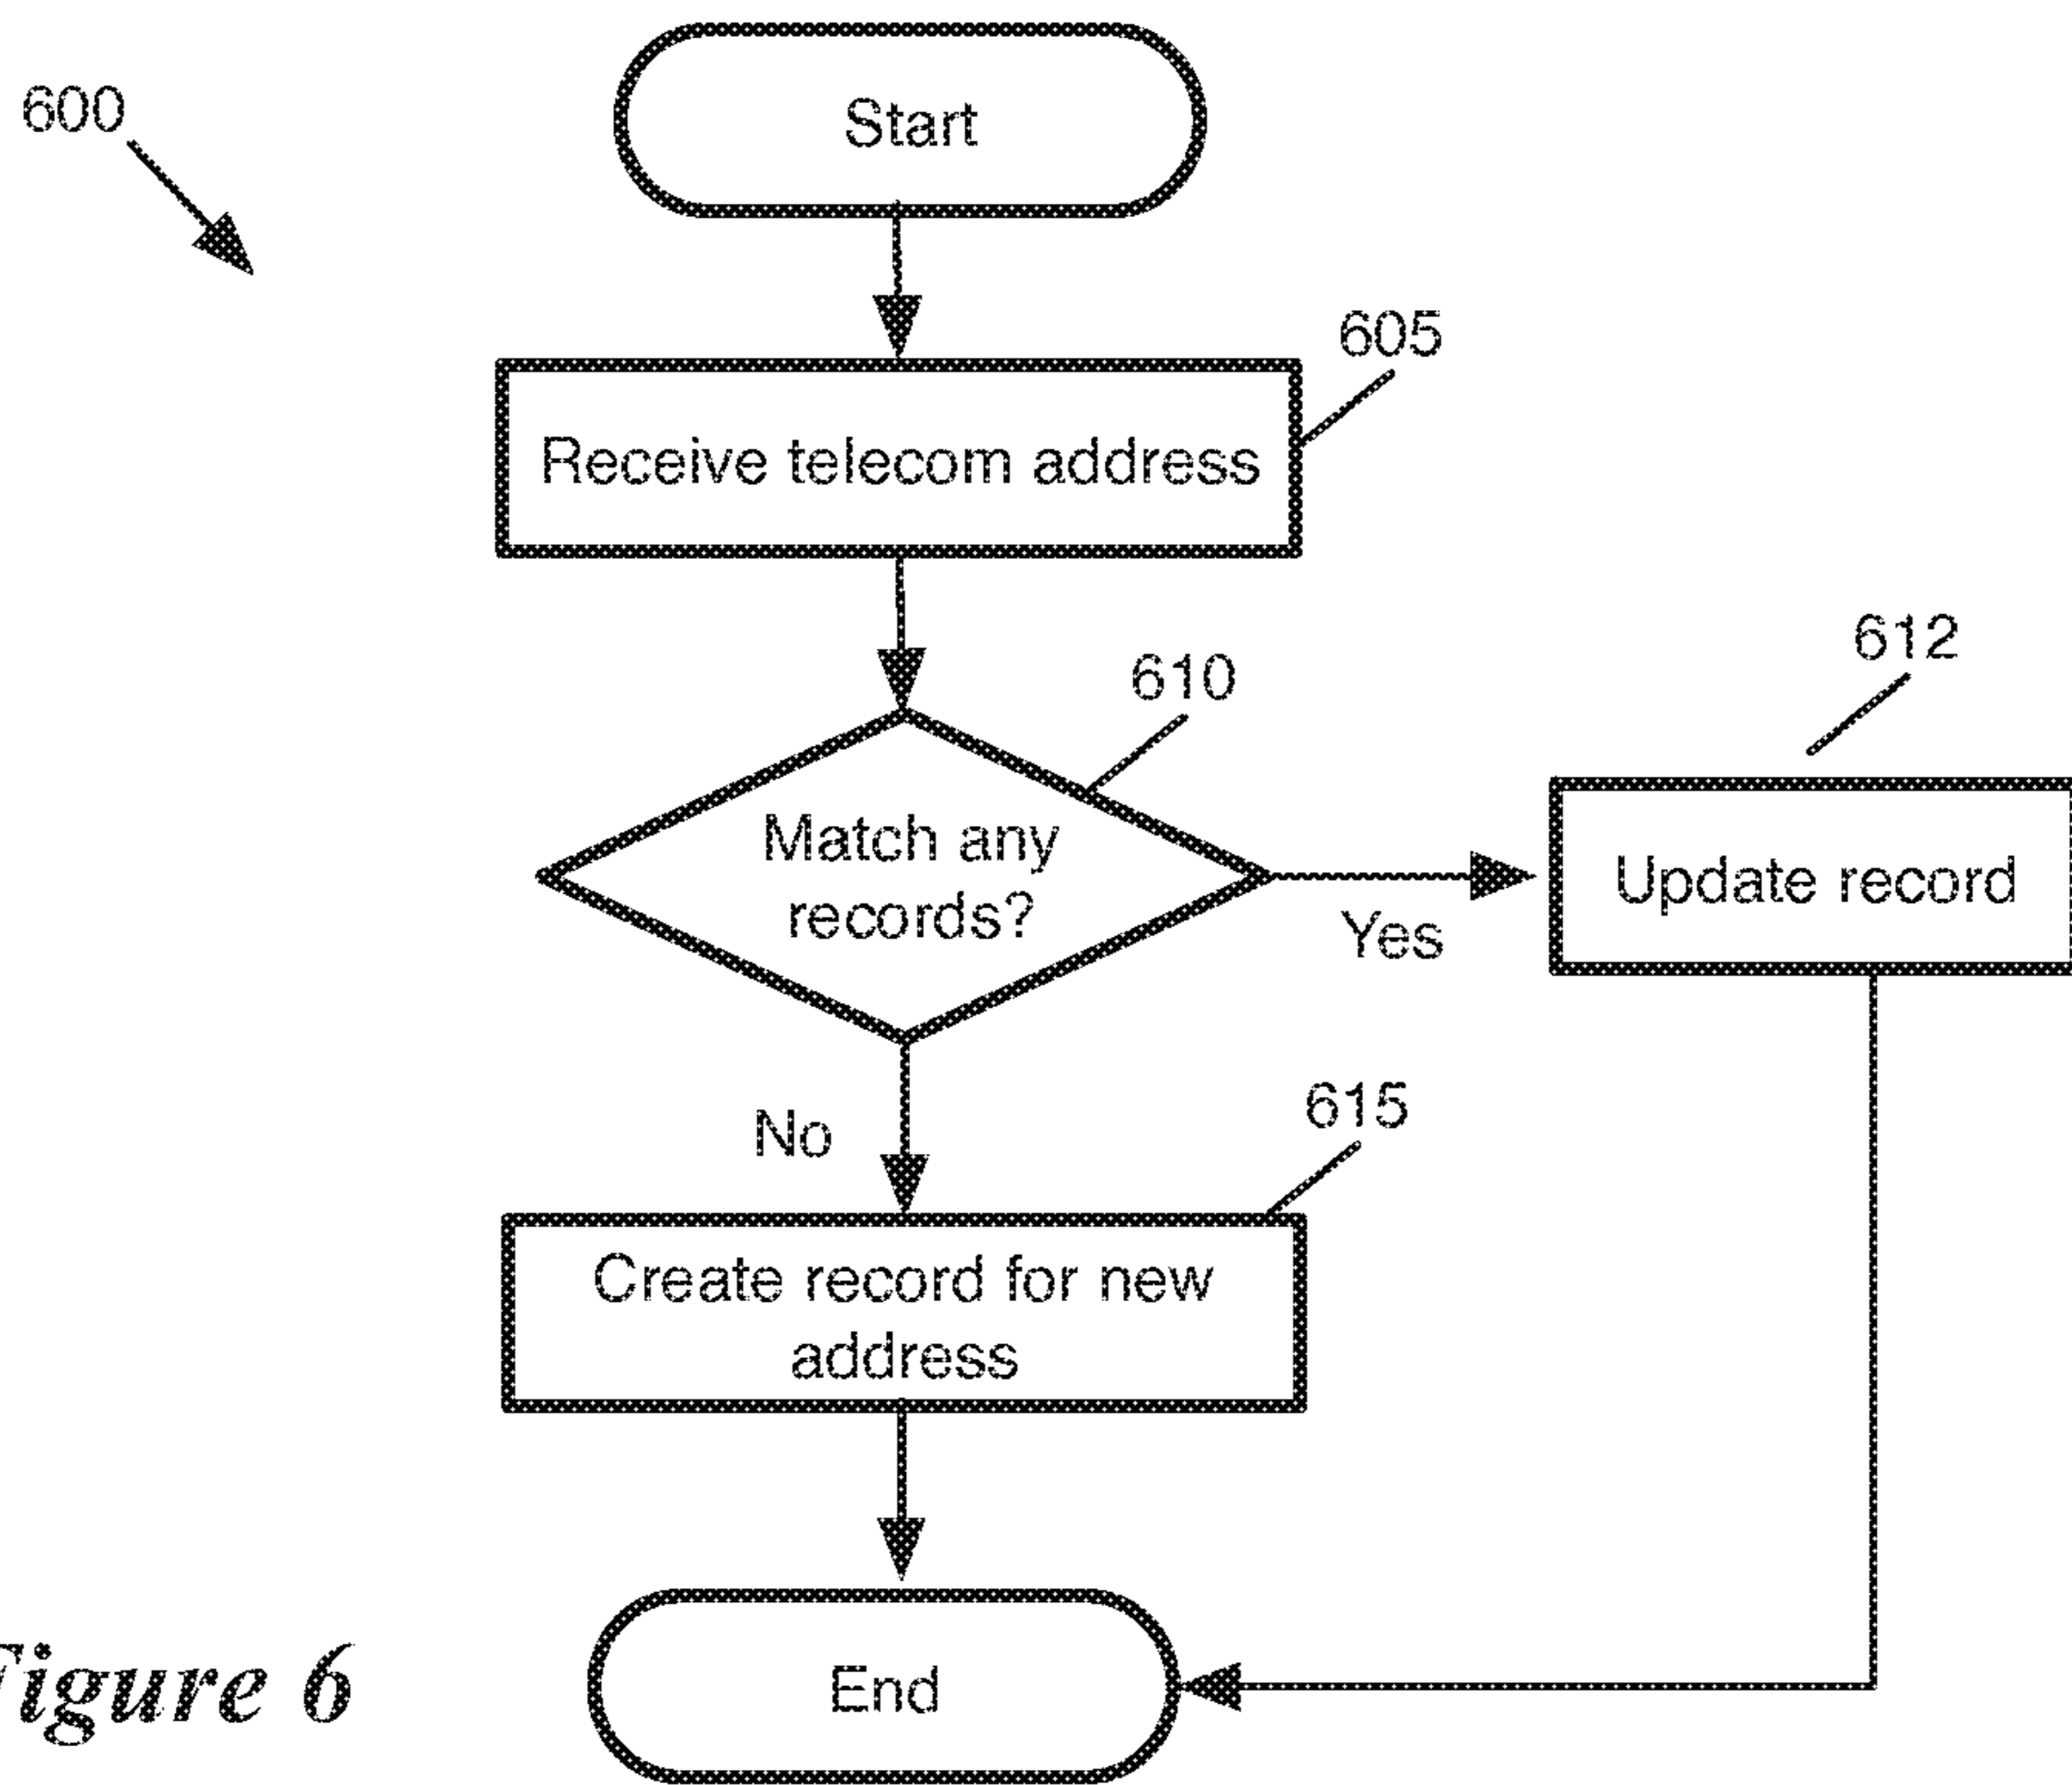 600
Start
605
Receive telecom address
610
612
Match any
records?
Update record
Yes
No
615
Create record for new
address
End
Figure 6